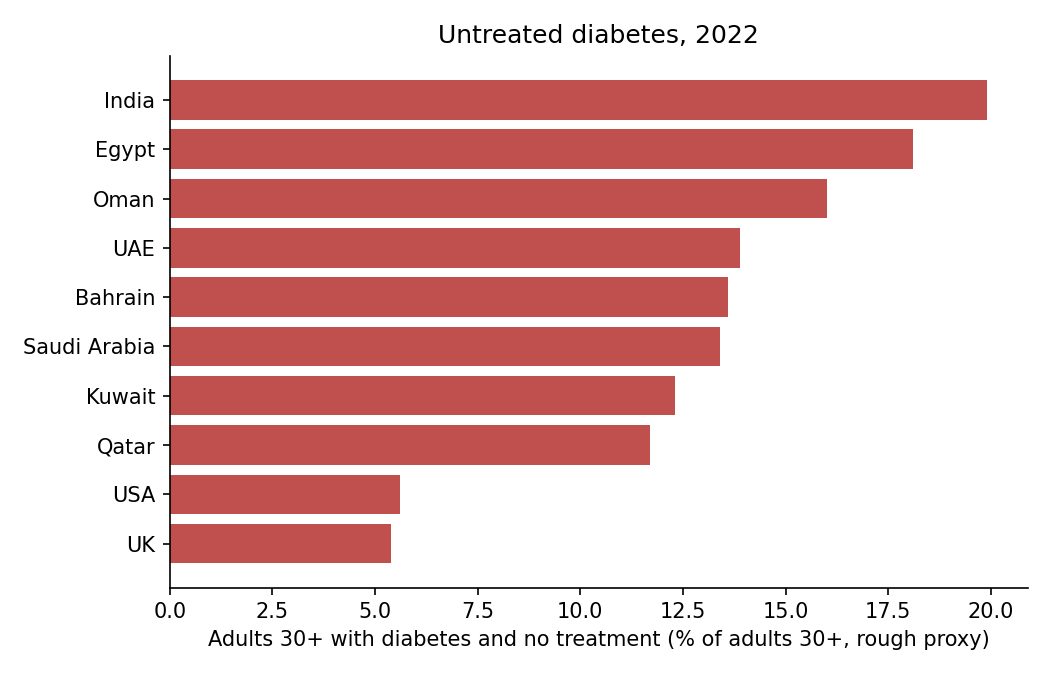 Untreated diabetes, 2022
India
Egypt
Oman
UAE
Bahrain
Saudi Arabia
Kuwait
Qatar
USA
UK
0.0 2.5 5.0 7.5 10.0 12.5 15.0 17.5 20.0
Adults 30+ with diabetes and no treatment (% of adults 30+, rough proxy)